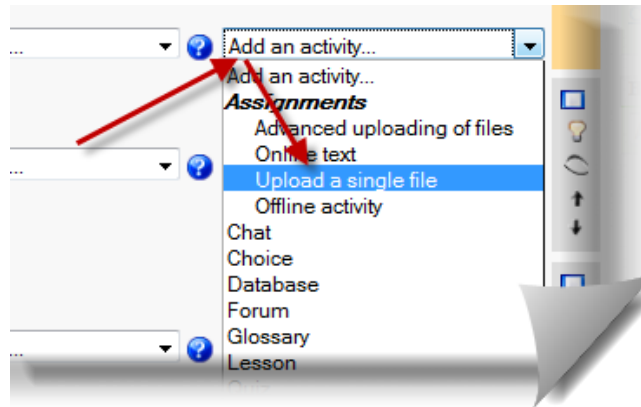 ... Add an activity...
Add an activity...
Assignments
Advanced uploading of files
Online text
... Upload a single file
Offline activity
Chat
Choice
Database
Forum
Glossary
... Lesson